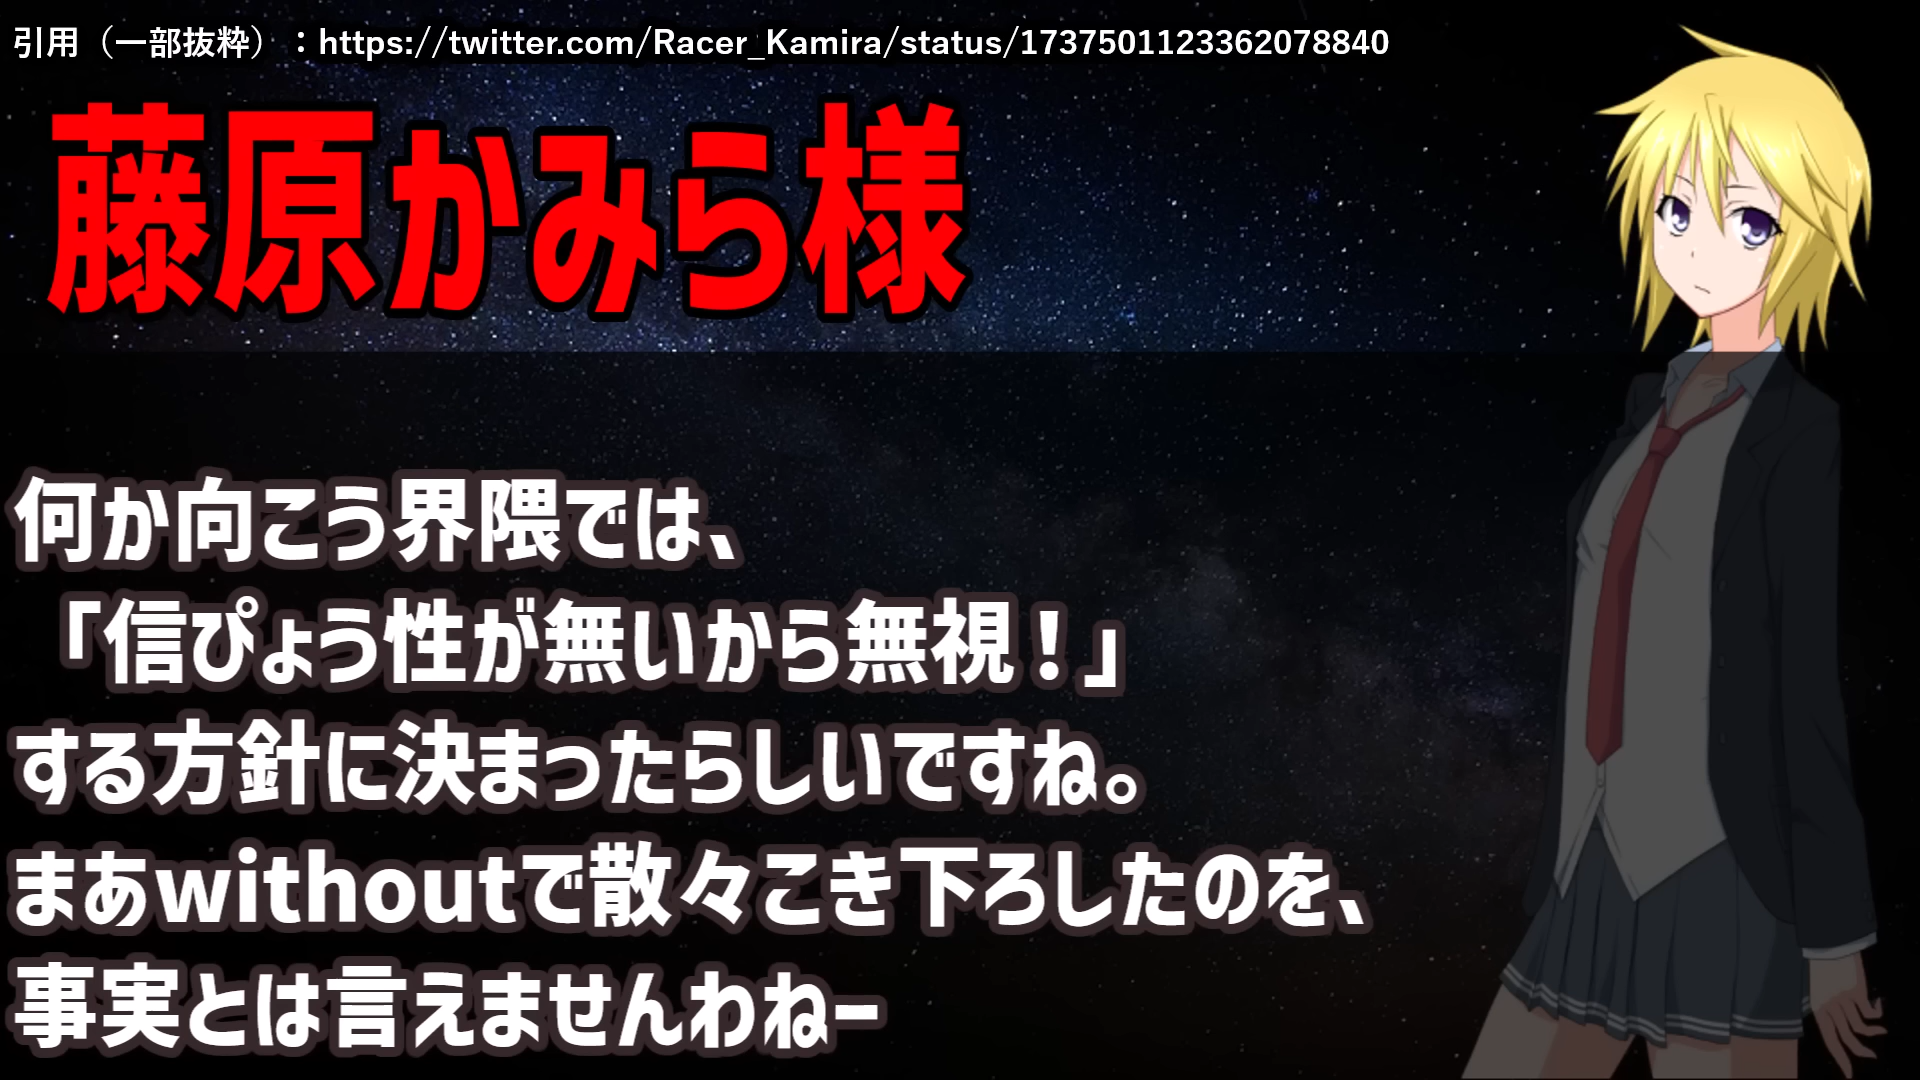 引用（一部抜粋）：https://twitter.com/Racer_Kamira/status/1737501123362078840
藤原かみら様
何か向こう界隈では、
「信ぴょう性が無いから無視！」
する方針に決まったらしいですね。
まあwithoutで散々こき下ろしたのを、
事実とは言えませんわねー